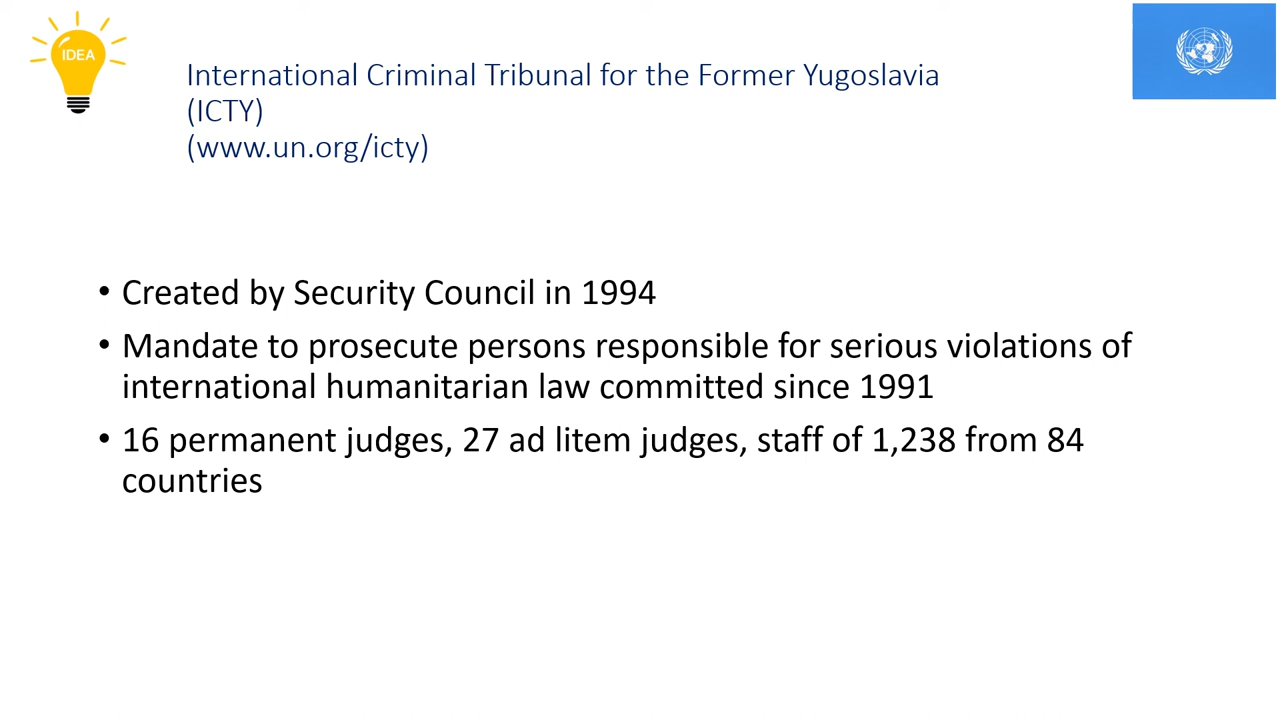 IDEA
International Criminal Tribunal for the Former Yugoslavia
(ICTY)
(www.un.org/icty)
• Created by Security Council in 1994
• Mandate to prosecute persons responsible for serious violations of
international humanitarian law committed since 1991
• 16 permanent judges, 27 ad litem judges, staff of 1,238 from 84
countries